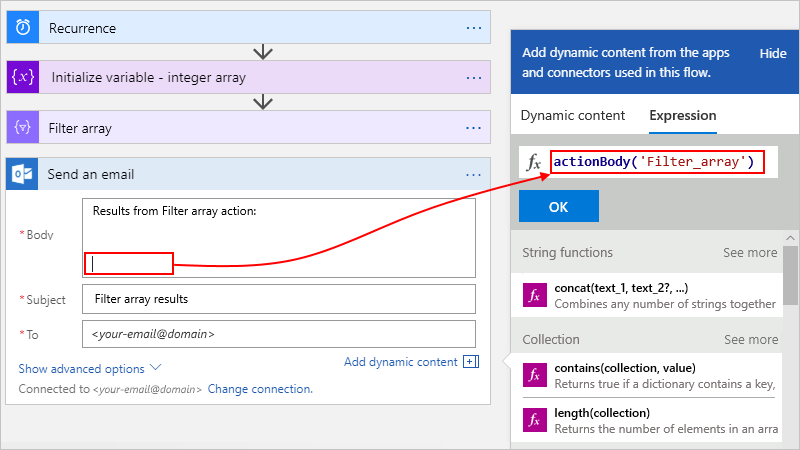 Recurrence
...
{x} Initialize variable - integer array
...
Filter array
...
Send an email
...
* Body
Results from Filter array action:
* Subject
Filter array results
* To
<your-email@domain>
Show advanced options
Add dynamic content
Connected to <your-email@domain> Change connection.
Add dynamic content from the apps
and connectors used in this flow.
Hide
Dynamic content
Expression
fx
actionBody('Filter_array')
OK
String functions
See more
fx
concat(text_1, text_2?, ...)
Combines any number of strings together
Collection
See more
fx
contains(collection, value)
Returns true if a dictionary contains a key,
fx
length(collection)
Returns the number of elements in an arra